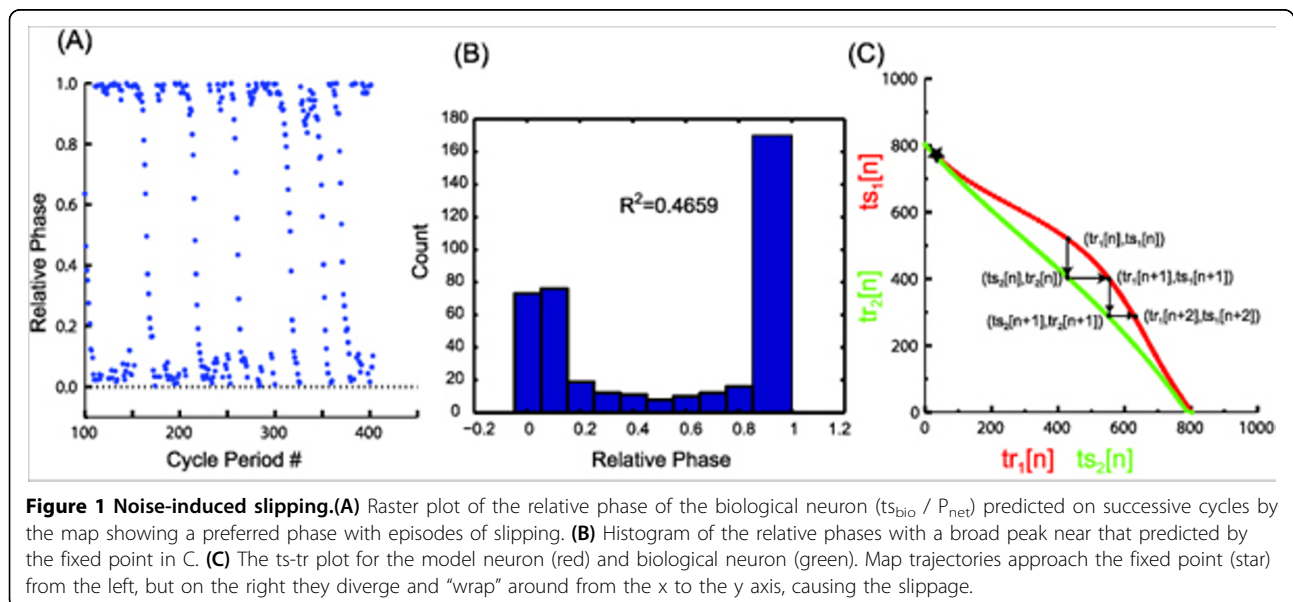 (A)
1.0
0.8
0.6
0.4
0.2
0.0
Relative Phase
100
200
300
400
Cycle Period #
(B)
180
160
140
120
100
80
60
40
20
0
Count
R²=0.4659
-0.2
0
0.2
0.4
0.6
0.8
1
1.2
Relative Phase
(C)
1000
800
600
400
200
0
tr₂[n] ts₁[n]
(tr₁[n],ts₁[n])
(ts₂[n],tr₂[n])
(tr₁[n+1],ts₁[n+1])
(ts₂[n+1],tr₂[n+1])
(tr₁[n+2],ts₁[n+2])
0
200
400
600
800
1000
tr₁[n] ts₂[n]
Figure 1 Noise-induced slipping.(A) Raster plot of the relative phase of the biological neuron (ts_bio / P_net) predicted on successive cycles by
the map showing a preferred phase with episodes of slipping. (B) Histogram of the relative phases with a broad peak near that predicted by
the fixed point in C. (C) The ts-tr plot for the model neuron (red) and biological neuron (green). Map trajectories approach the fixed point (star)
from the left, but on the right they diverge and “wrap” around from the x to the y axis, causing the slippage.